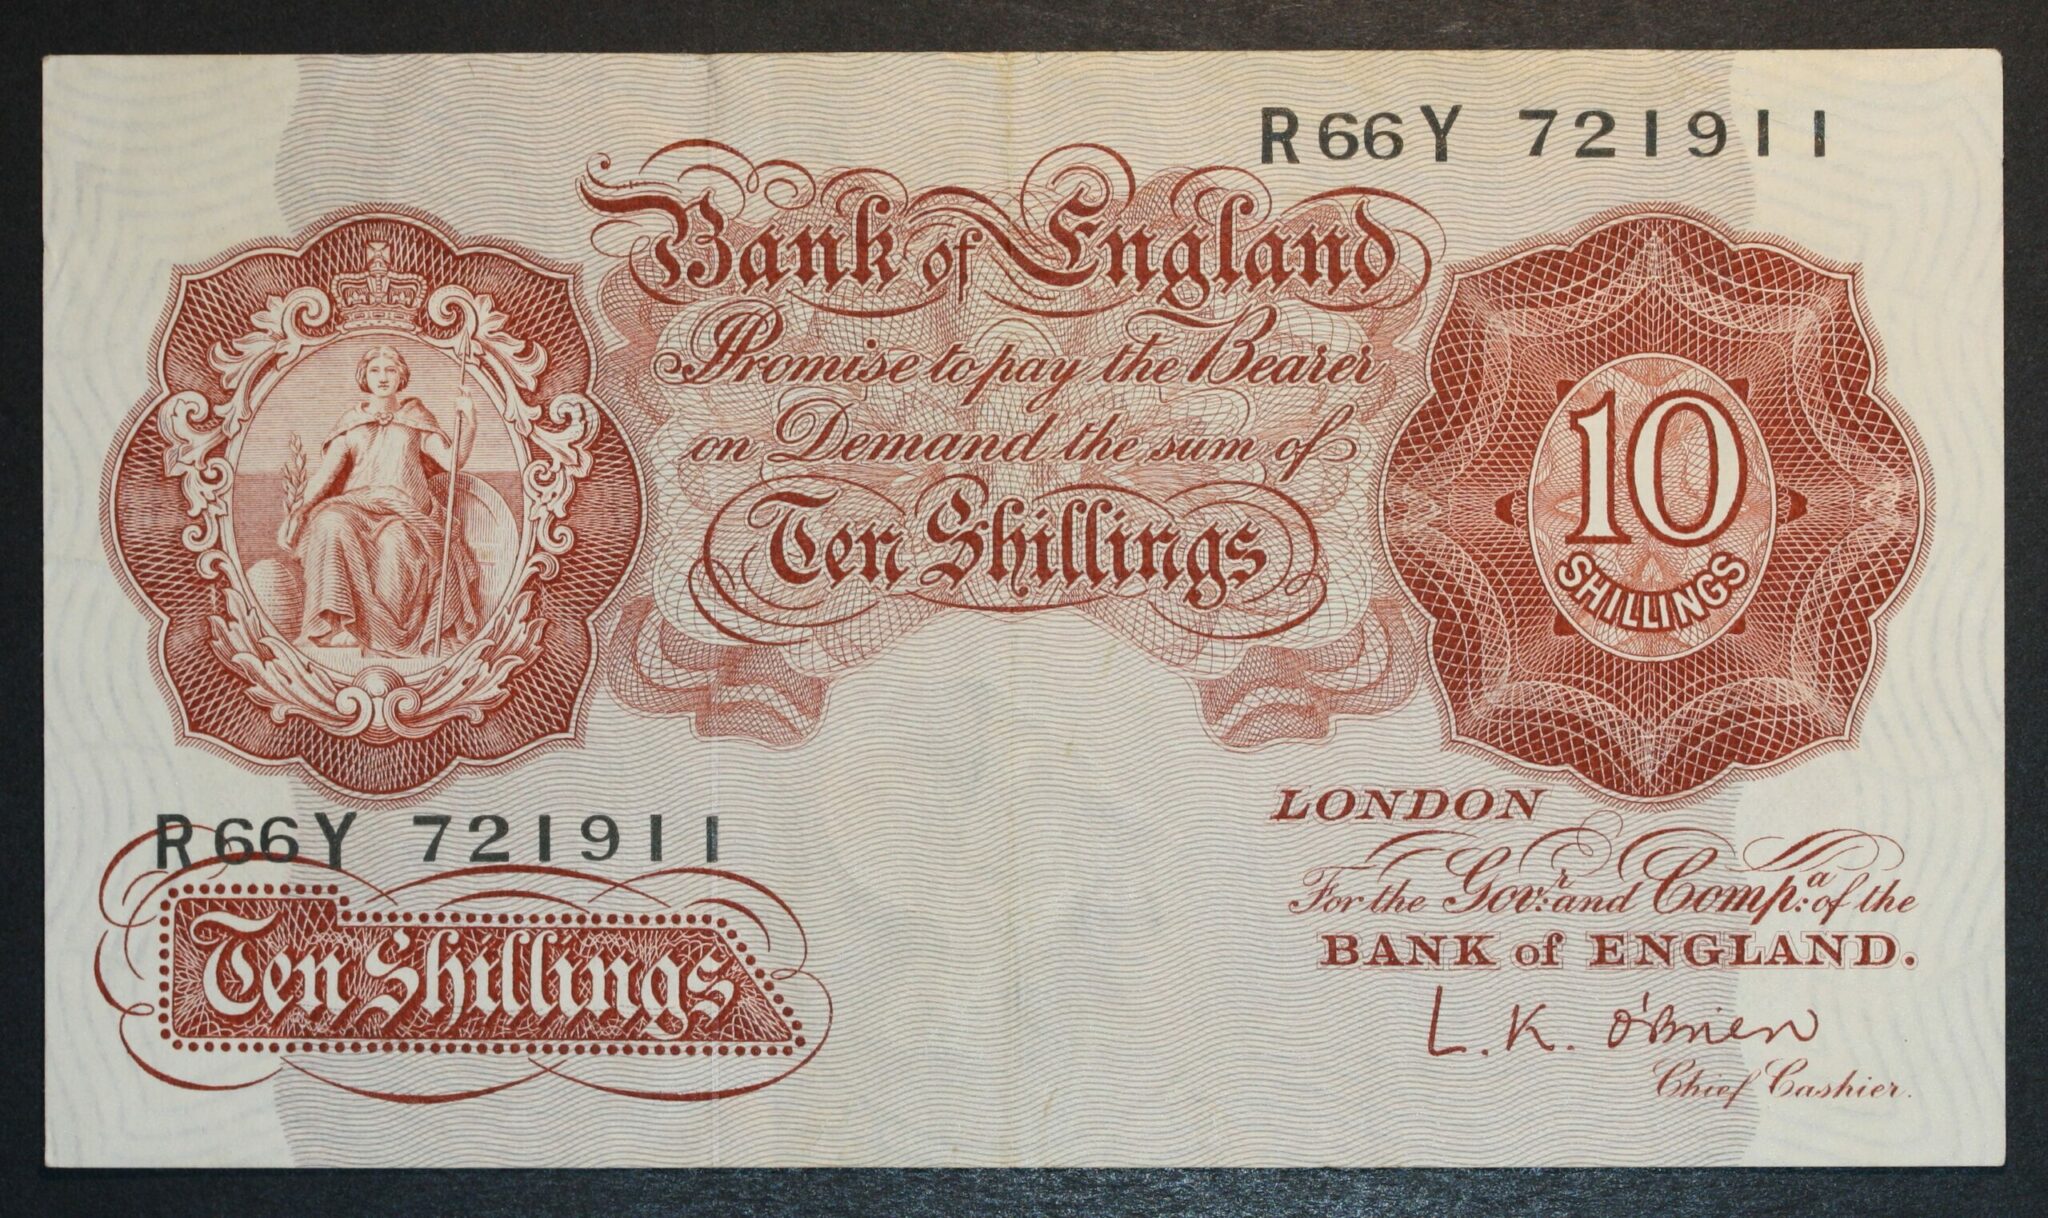 R66Y 721911
Bank of England
Promise to pay the Bearer
on Demand the sum of
Ten Shillings
10
SHILLINGS
R66Y 721911
Ten Shillings
LONDON
For the Govr: and Compa: of the
BANK of ENGLAND.
L.K. O'Brien
Chief Cashier.